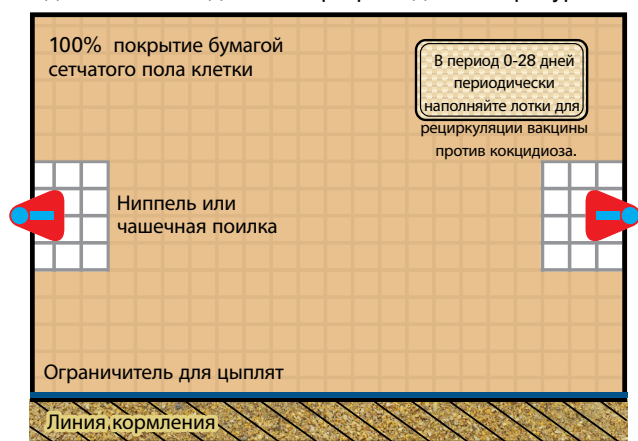 100% покрытие бумагой
сетчатого пола клетки
В период 0-28 дней
периодически
наполняйте лотки для
рециркуляции вакцины
против кокцидиоза.
Ниппель или
чашечная поилка
Ограничитель для цыплят
Линия кормления